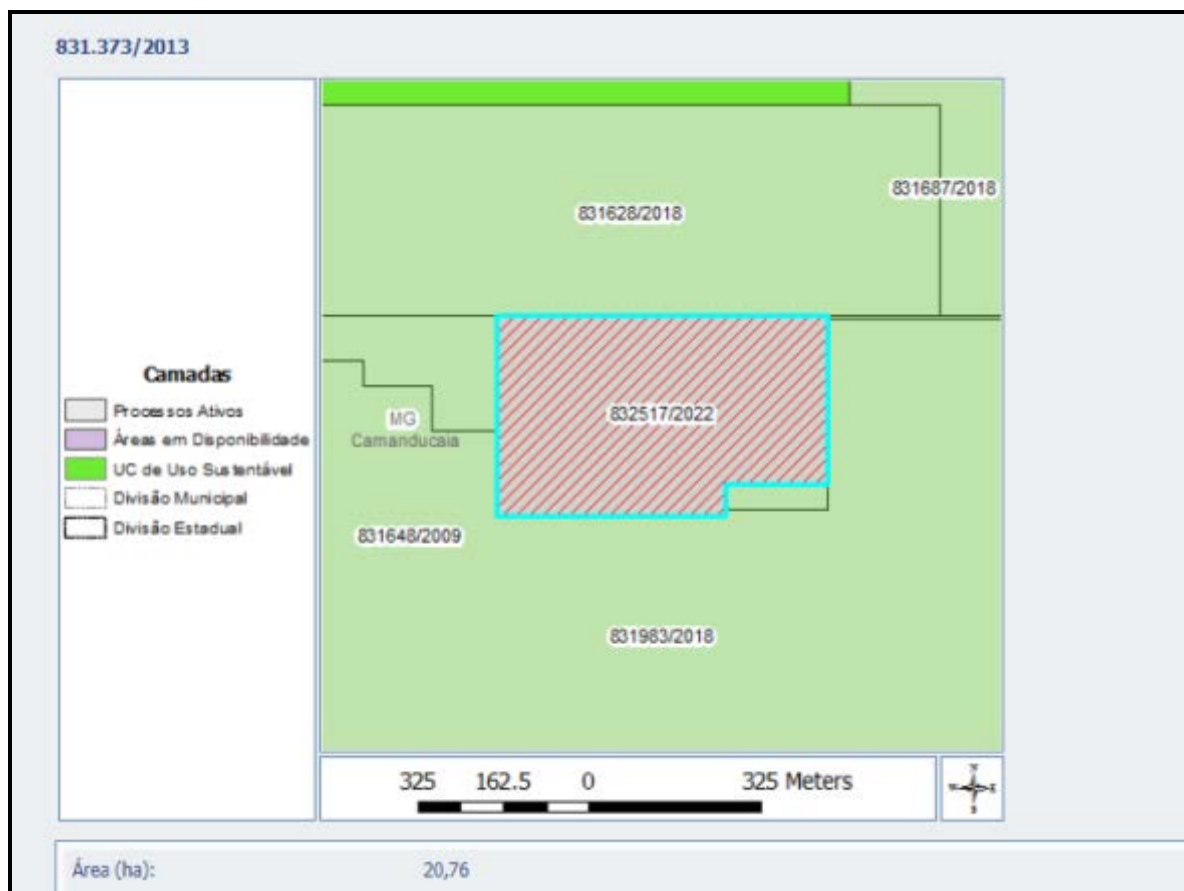 831.373/2013
Camadas
Processos Ativos
Áreas em Disponibilidade
UC de Uso Sustentável
Divisão Municipal
Divisão Estadual
831687/2018
831628/2018
832517/2022
MG
Camanducaia
831648/2009
831983/2018
325 162.5 0 325 Meters
Área (ha): 20,76